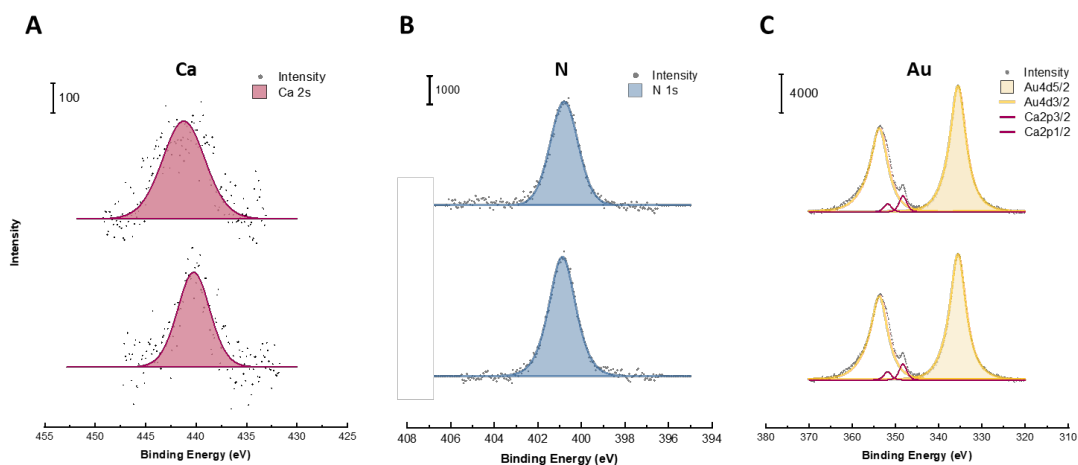 A
Ca
Intensity
Ca 2s
100
Intensity
455 450 445 440 435 430 425
Binding Energy (eV)
B
N
Intensity
N 1s
1000
408 406 404 402 400 398 396 394
Binding Energy (eV)
C
Au
Intensity
Au4d5/2
Au4d3/2
Ca2p3/2
Ca2p1/2
4000
380 370 360 350 340 330 320 310
Binding Energy (eV)